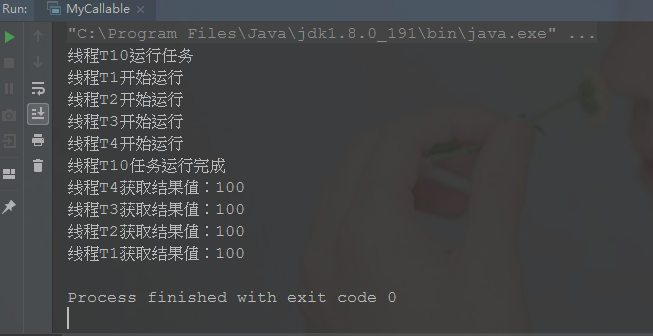 Run: MyCallable
"C:\Program Files\Java\jdk1.8.0_191\bin\java.exe" ...
线程T10运行任务
线程T1开始运行
线程T2开始运行
线程T3开始运行
线程T4开始运行
线程T10任务运行完成
线程T4获取结果值：100
线程T3获取结果值：100
线程T2获取结果值：100
线程T1获取结果值：100
Process finished with exit code 0